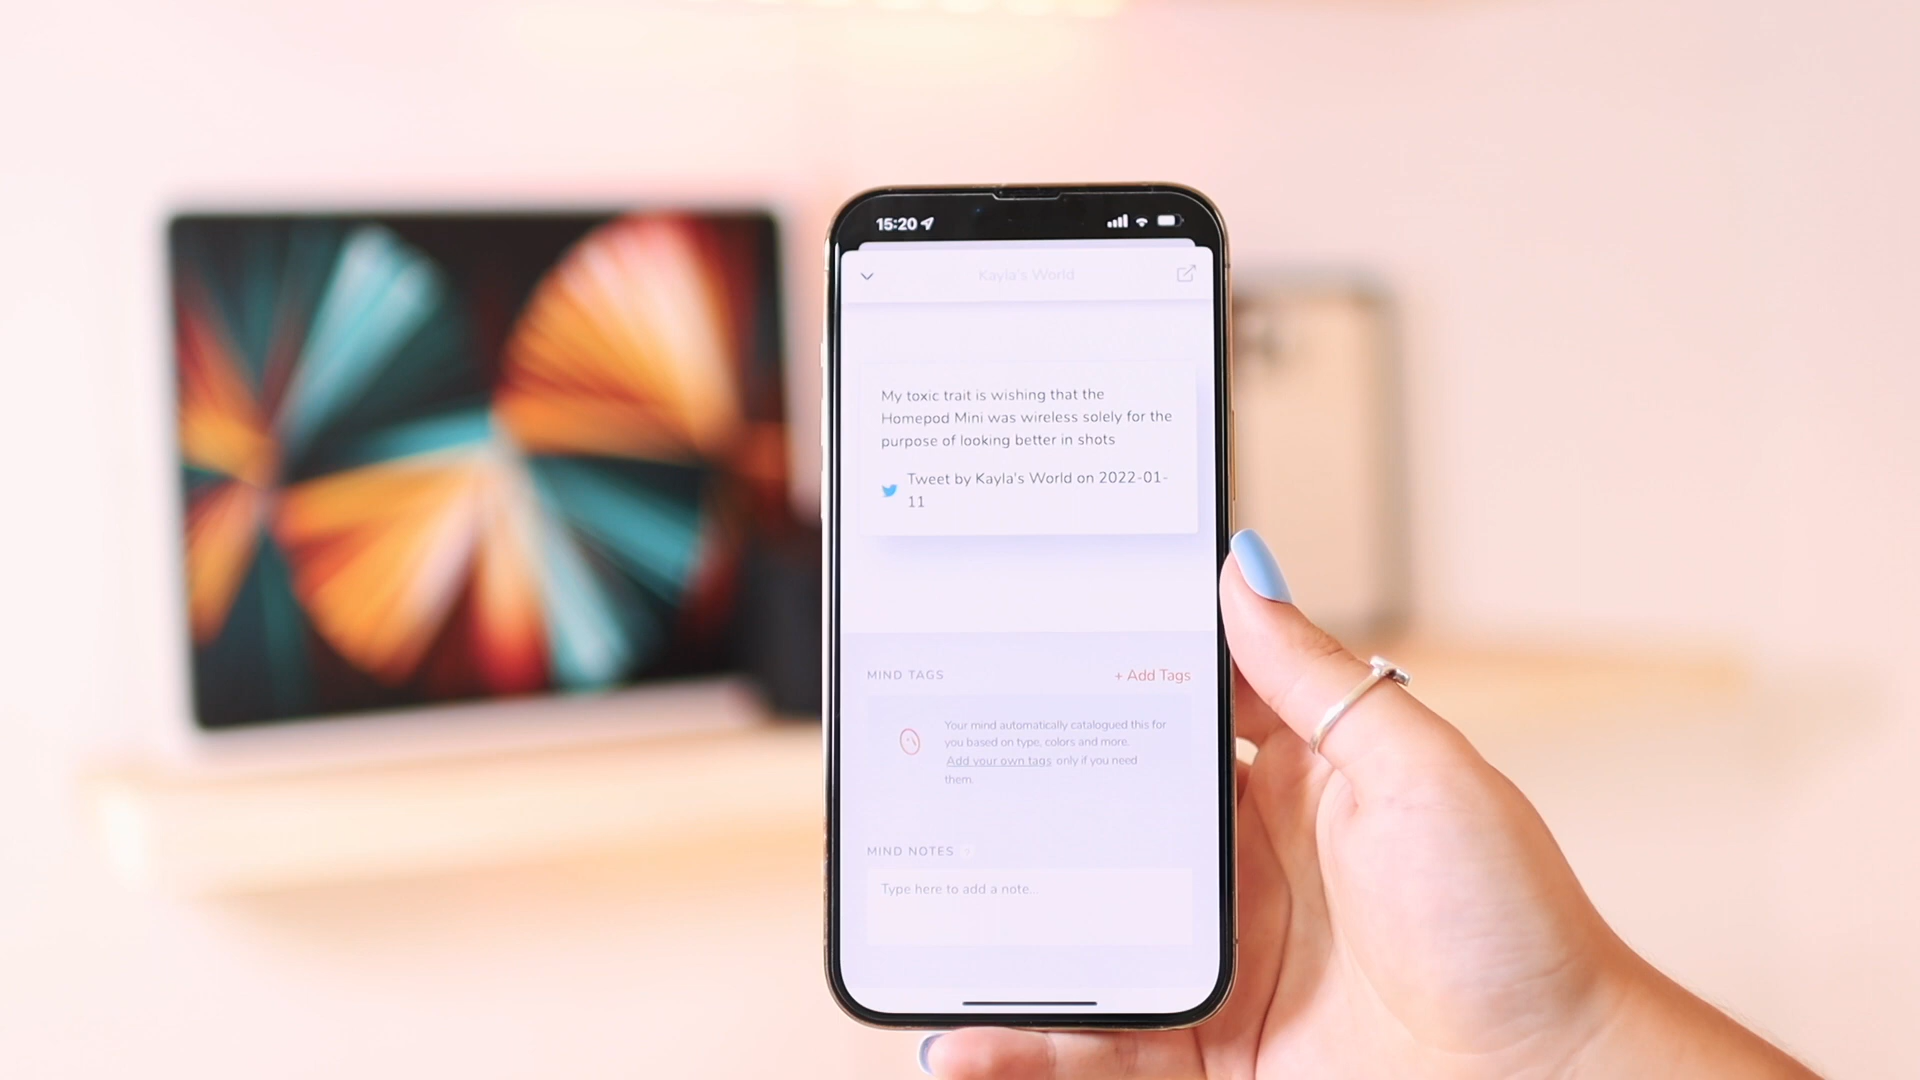 15:20
Kayla's World
My toxic trait is wishing that the
Homepod Mini was wireless solely for the
purpose of looking better in shots
Tweet by Kayla's World on 2022-01-
11
MIND TAGS
+ Add Tags
Your mind automatically catalogued this for
you based on type, colors and more.
Add your own tags only if you need
them.
MIND NOTES ?
Type here to add a note...